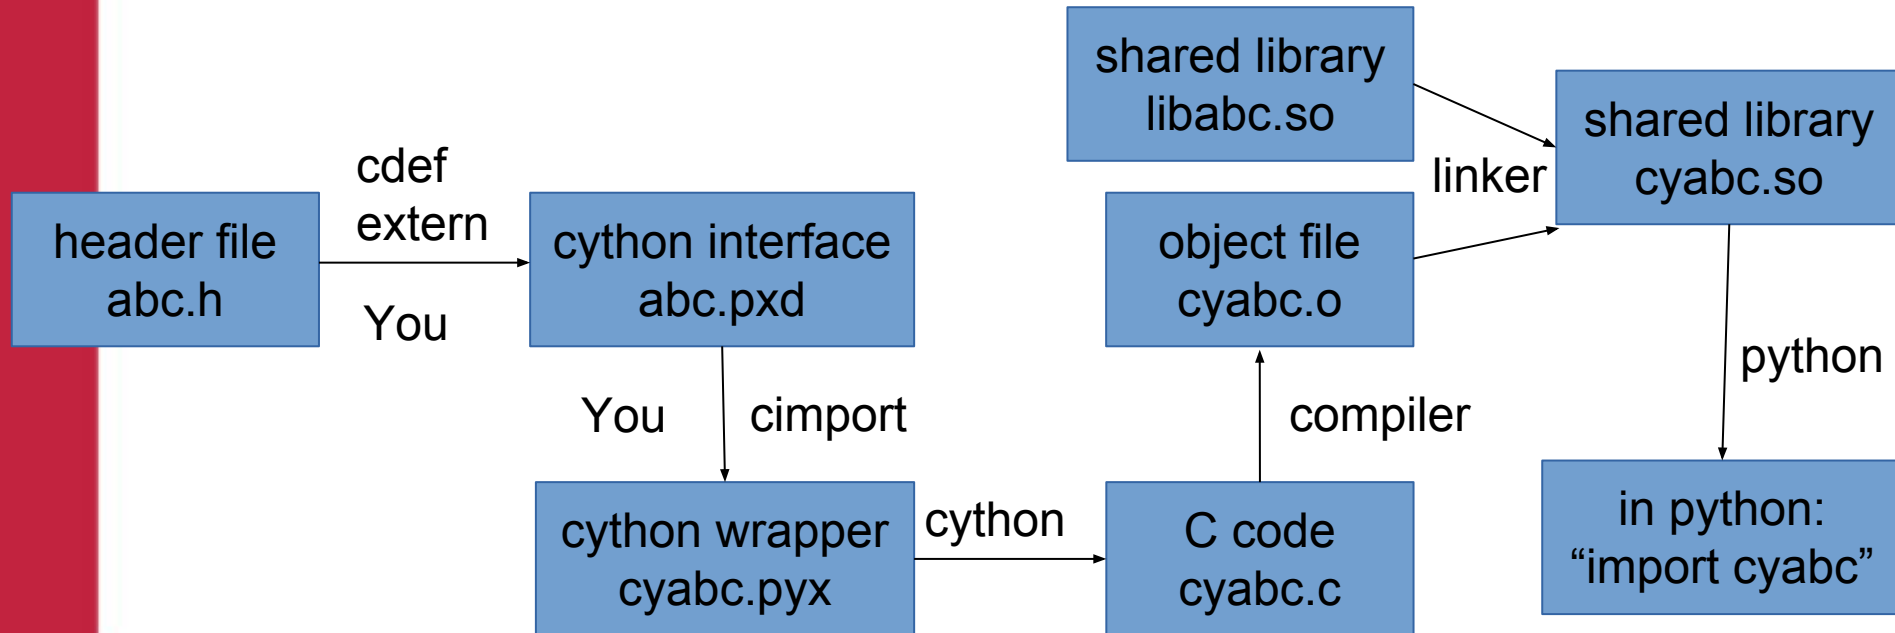 header file
abc.h
cdef
extern
You
cython interface
abc.pxd
You
cimport
cython wrapper
cyabc.pyx
cython
C code
cyabc.c
compiler
object file
cyabc.o
shared library
libabc.so
linker
shared library
cyabc.so
python
in python:
“import cyabc”